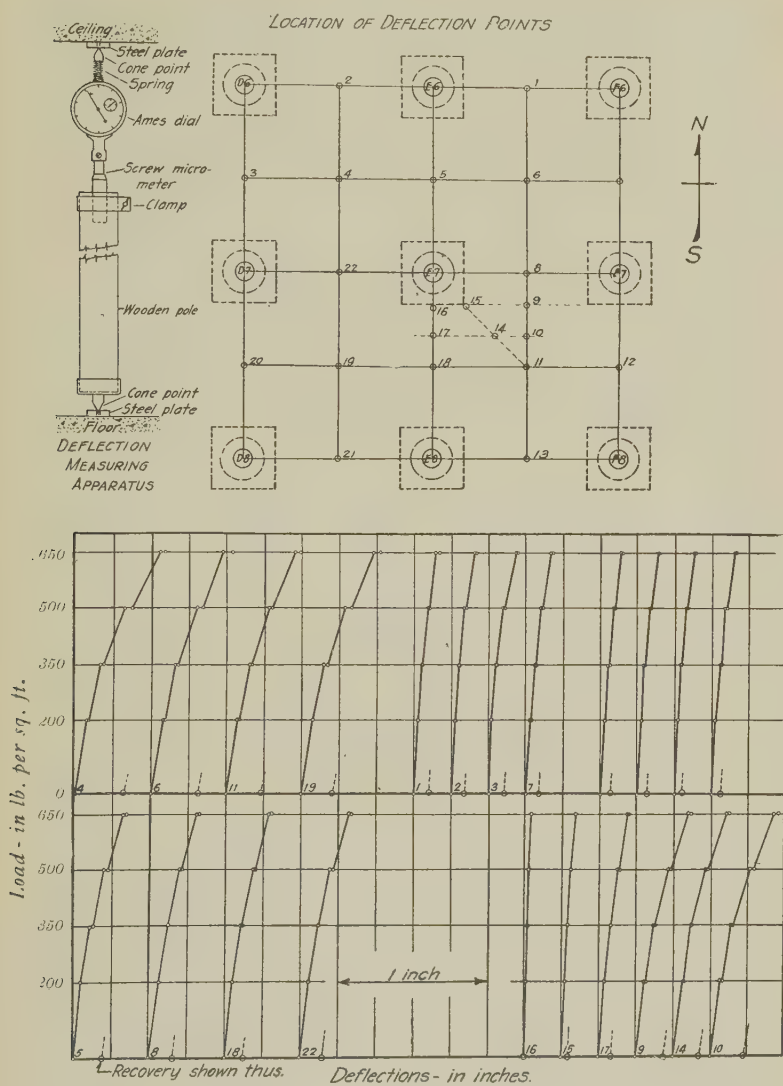 LOCATION OF DEFLECTION POINTS
Ceiling
Steel plate
Cone point
Spring
Ames dial
Screw micro-
meter
Clamp
Wooden pole
Cone point
Steel plate
Floor
DEFLECTION
MEASURING
APPARATUS
D6 2 E6 1 F6
3 4 5 6
D7 22 E7 8 F7
16 15 9
17 14 10
20 19 18 11 12
D8 21 E8 13 F8
N
S
Load - in lb. per sq. ft.
650
500
350
200
0
4 6 11 19 1 2 3 7
650
500
350
200
1 inch
5 8 18 22 16 15 17 9 14 10
Recovery shown thus.
Deflections - in inches.